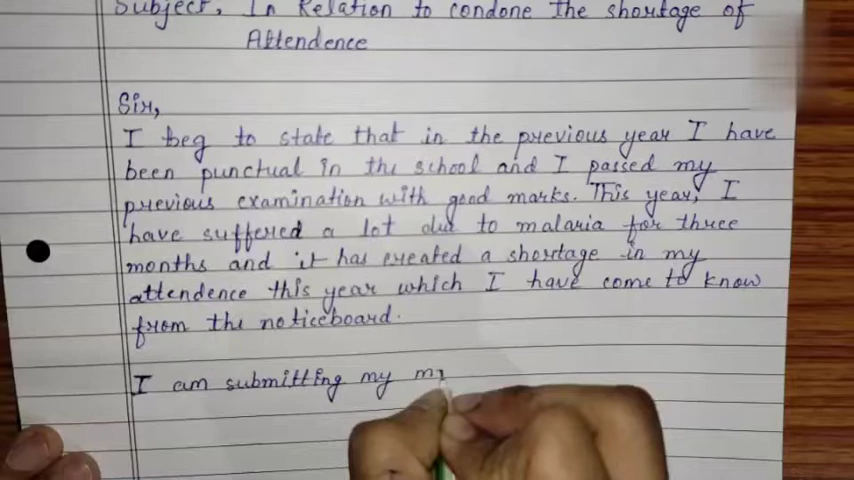 Subject, In Relation to condone the shortage of
Attendence
Sir,
I beg to state that in the previous year I have
been punctual in the school and I passed my
previous examination with good marks. This year, I
have suffered a lot due to malaria for three
months and it has created a shortage in my
attendence this year which I have come to know
from the noticeboard.
I am submitting my m